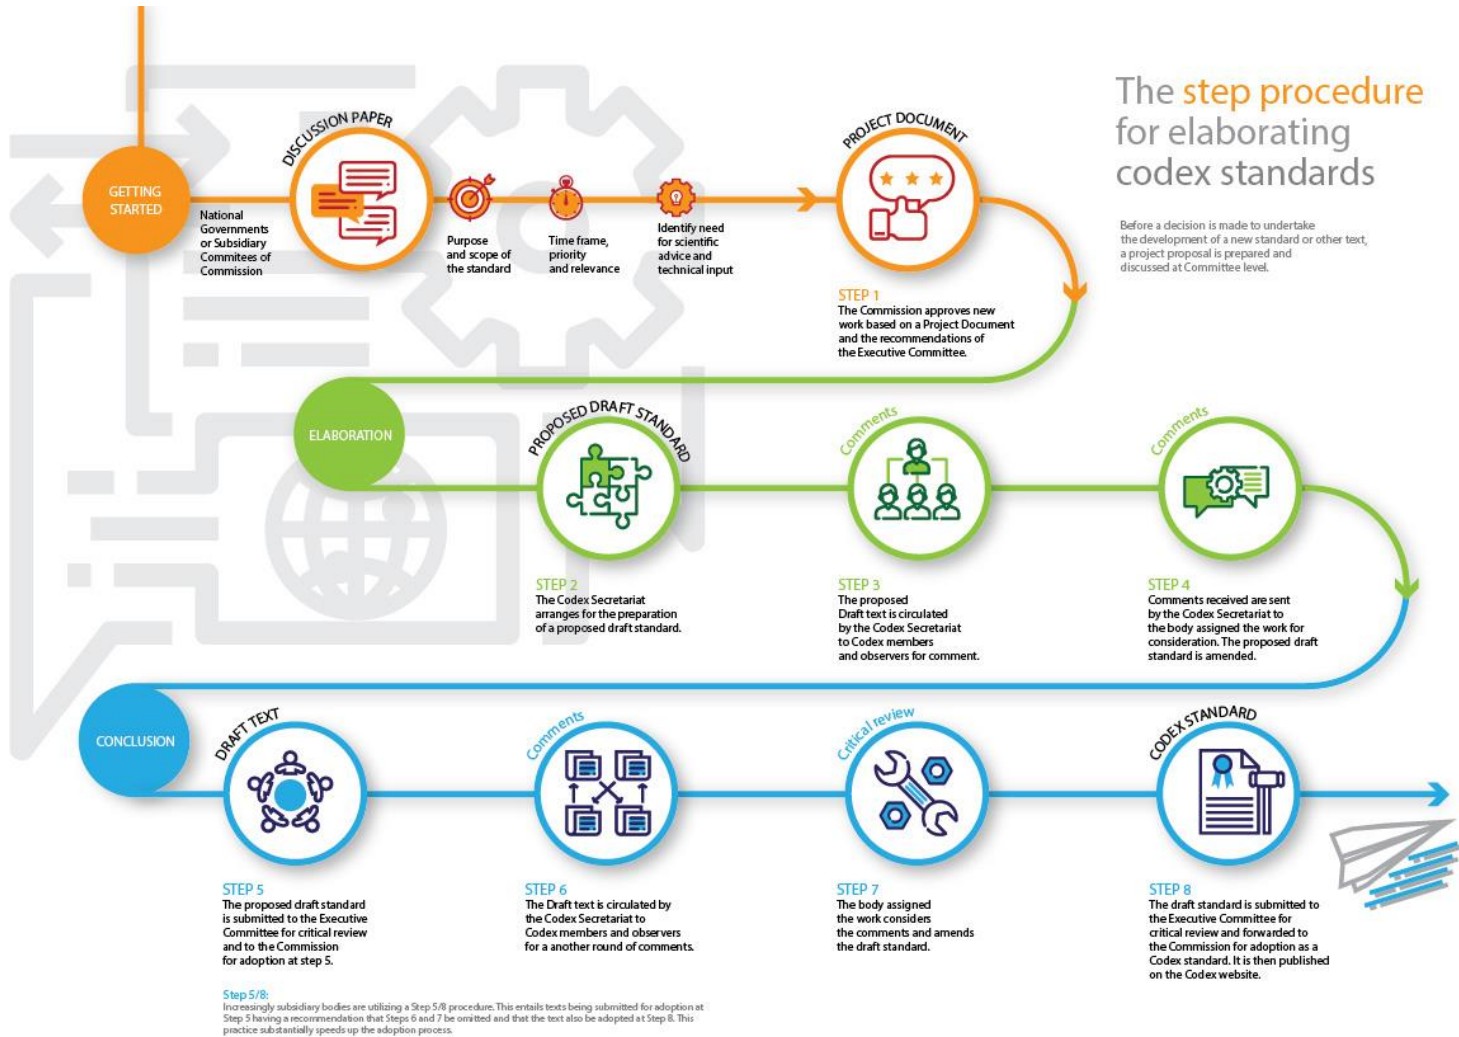 The step procedure
for elaborating
codex standards
Before a decision is made to undertake
the development of a new standard or other text,
a project proposal is prepared and
discussed at Committee level.
GETTING
STARTED
National
Governments
or Subsidiary
Commitees of
Commission
DISCUSSION PAPER
Purpose
and scope of
the standard
Time frame,
priority
and relevance
Identify need
for scientific
advice and
technical input
PROJECT DOCUMENT
STEP 1
The Commission approves new
work based on a Project Document
and the recommendations of
the Executive Committee.
ELABORATION
PROPOSED DRAFT STANDARD
STEP 2
The Codex Secretariat
arranges for the preparation
of a proposed draft standard.
Comments
STEP 3
The proposed
Draft text is circulated
by the Codex Secretariat
to Codex members
and observers for comment.
Comments
STEP 4
Comments received are sent
by the Codex Secretariat to
the body assigned the work for
consideration. The proposed draft
standard is amended.
CONCLUSION
DRAFT TEXT
STEP 5
The proposed draft standard
is submitted to the Executive
Committee for critical review
and to the Commission
for adoption at step 5.
Comments
STEP 6
The Draft text is circulated by
the Codex Secretariat to
Codex members and observers
for a another round of comments.
Critical review
STEP 7
The body assigned
the work considers
the comments and amends
the draft standard.
CODEX STANDARD
STEP 8
The draft standard is submitted to
the Executive Committee for
critical review and forwarded to
the Commission for adoption as a
Codex standard. It is then published
on the Codex website.
Step 5/8:
Increasingly subsidiary bodies are utilizing a Step 5/8 procedure. This entails texts being submitted for adoption at
Step 5 having a recommendation that Steps 6 and 7 be omitted and that the text also be adopted at Step 8. This
practice substantially speeds up the adoption process.